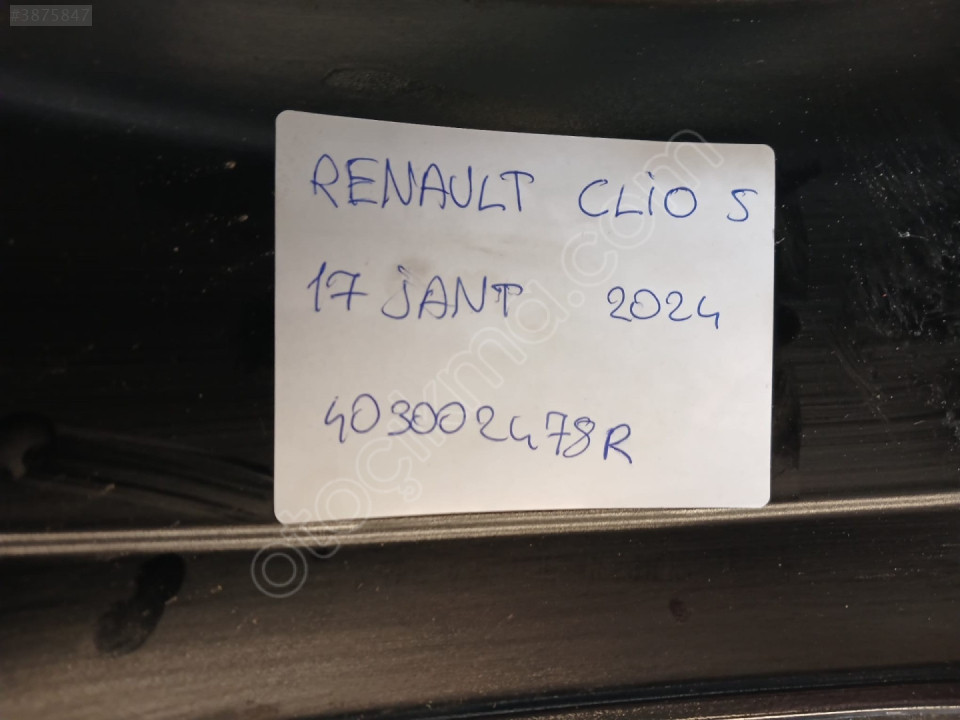 #3875847
RENAULT CLIO 5
17 JANT 2024
403002478R
otoçıkma.com